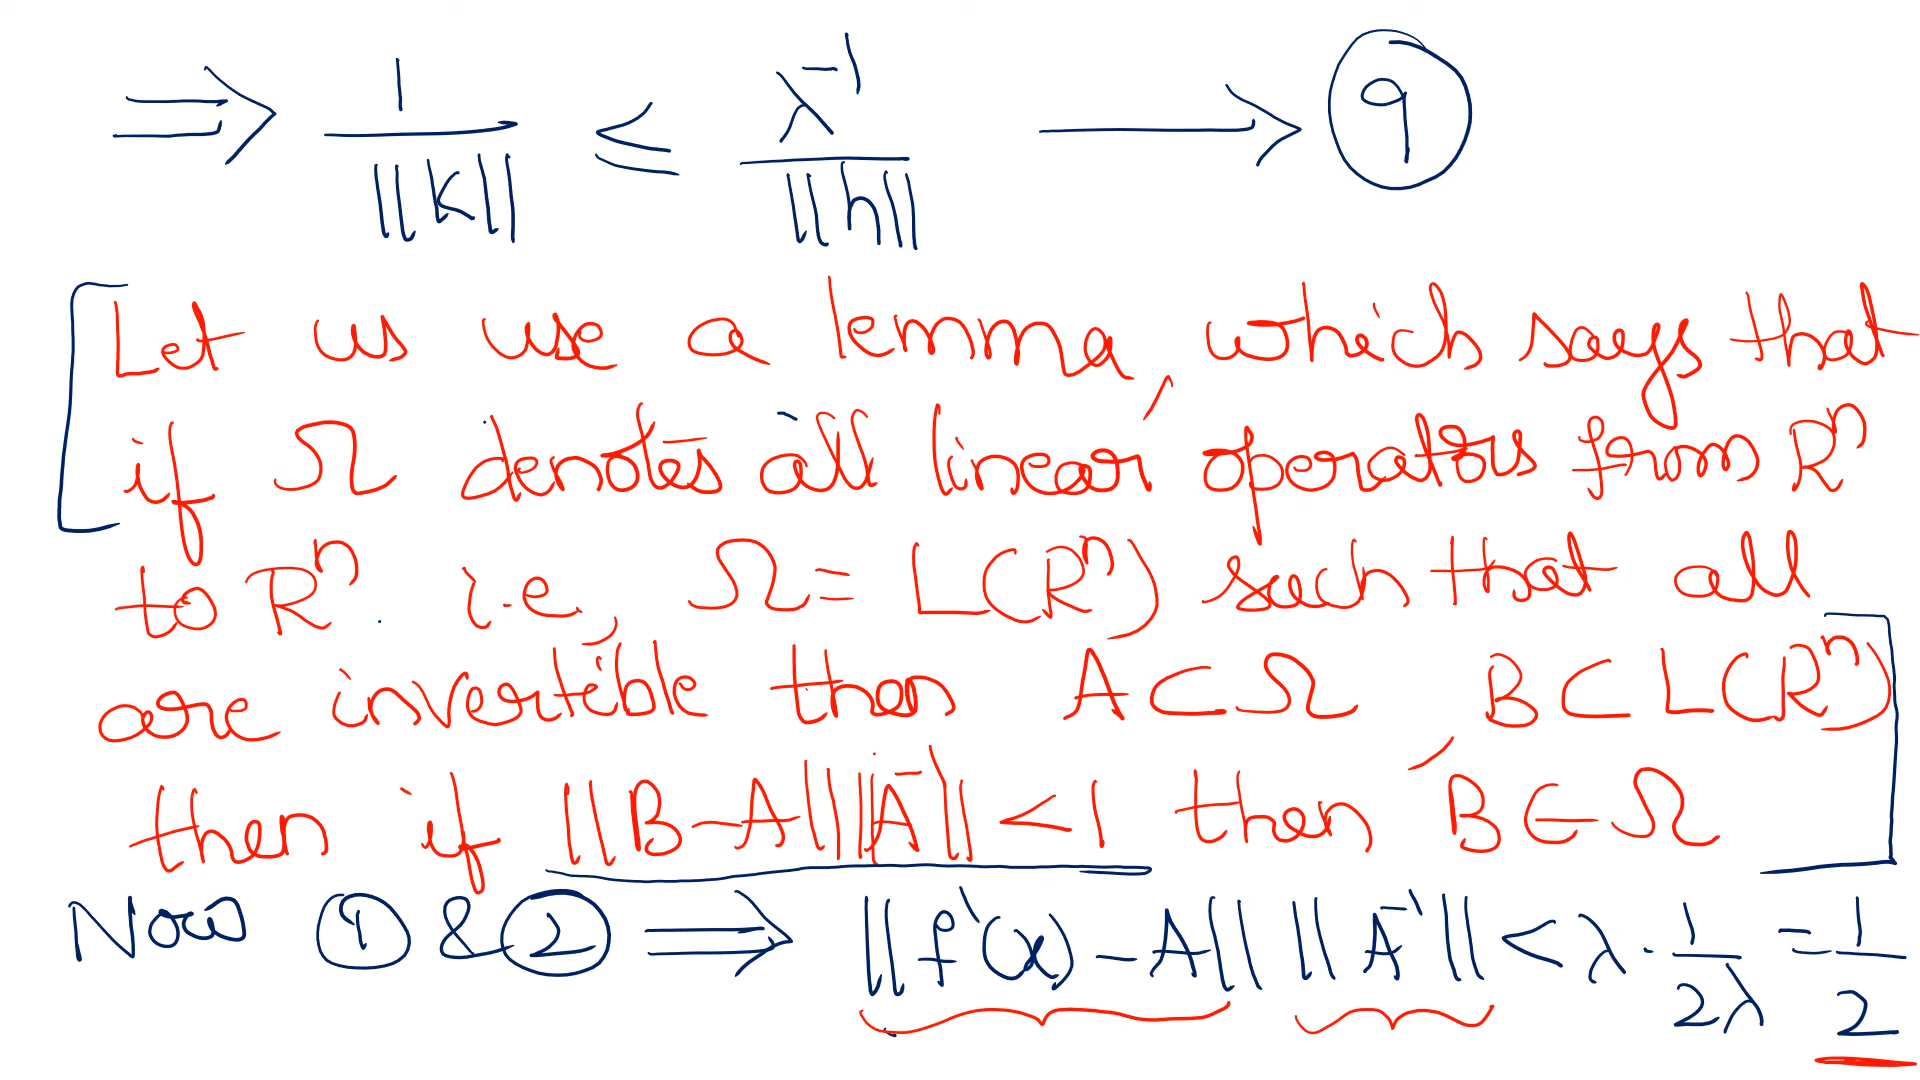 ⇒ 1/||k|| ≤ λ⁻¹/||h|| → ⑨
Let us use a lemma, which says that
if Ω denotes all linear operators from Rⁿ
to Rⁿ. i.e, Ω = L(Rⁿ) such that all
are invertible then A ⊂ Ω, B ⊂ L(Rⁿ)
then if ||B-A|| ||A⁻¹|| < 1 then B ∈ Ω
Now ① & ② ⇒ ||f'(x) - A|| ||A⁻¹|| < λ · 1/2λ = 1/2